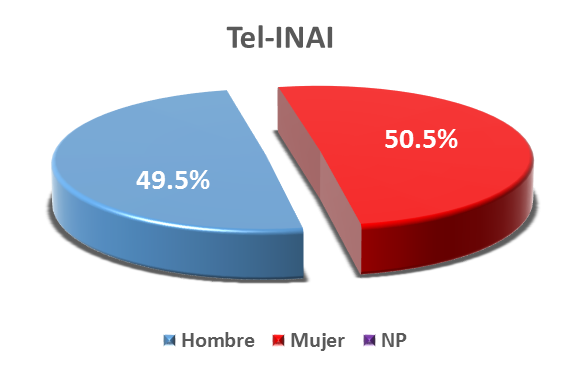 Tel-INAI
50.5%
49.5%
Hombre Mujer NP